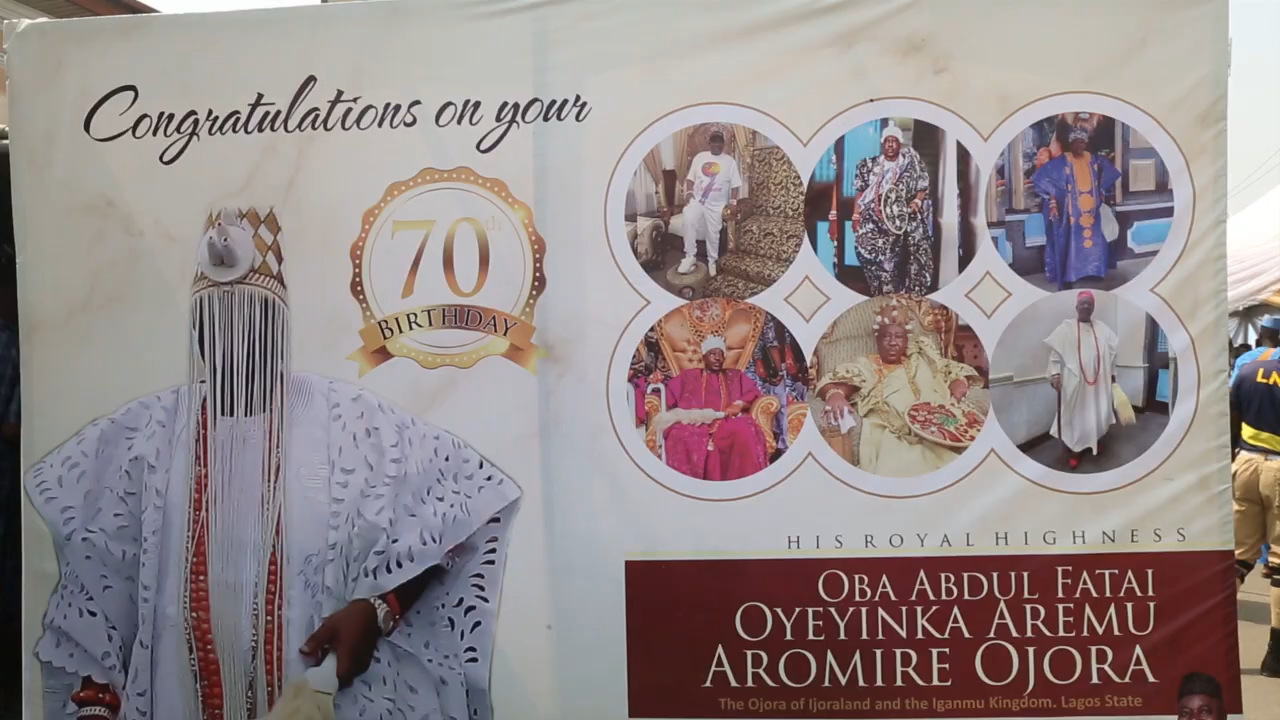 Congratulations on your
70th
BIRTHDAY
HIS ROYAL HIGHNESS
OBA ABDUL FATAI
OYEYINKA AREMU
AROMIRE OJORA
The Ojora of Ijoraland and the Iganmu Kingdom. Lagos State
LN